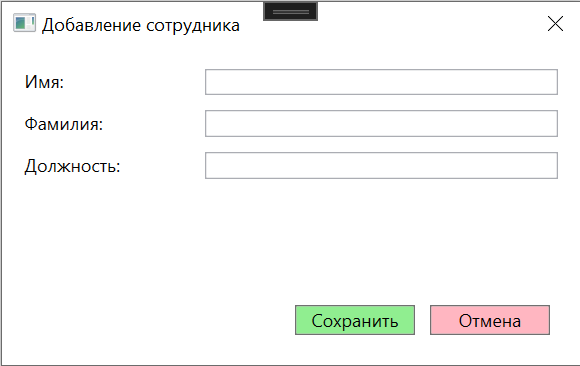 Добавление сотрудника
Имя:
Фамилия:
Должность:
Сохранить Отмена